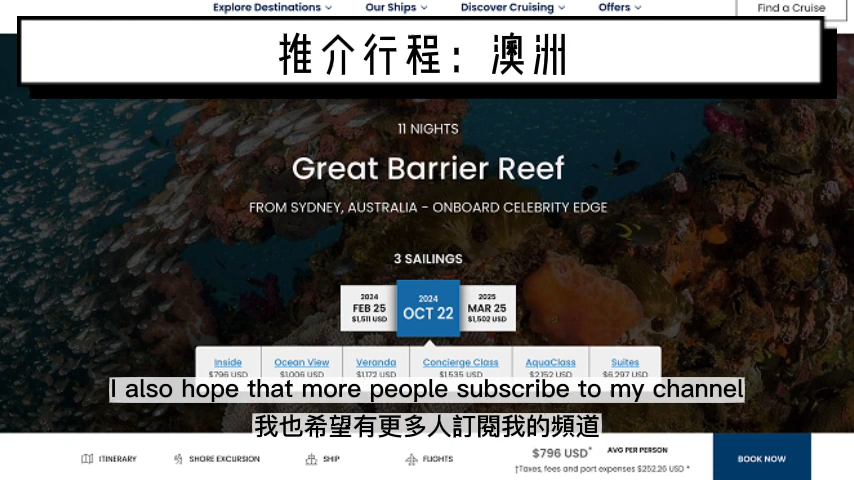 Explore Destinations
Our Ships
Discover Cruising
Offers
Find a Cruise
推介行程：澳洲
11 NIGHTS
Great Barrier Reef
FROM SYDNEY, AUSTRALIA - ONBOARD CELEBRITY EDGE
3 SAILINGS
2024
FEB 25
$1,511 USD
2024
OCT 22
2025
MAR 25
$1,502 USD
Inside
$796 USD
Ocean View
$1,006 USD
Veranda
$1,172 USD
Concierge Class
$1,535 USD
AquaClass
$2,152 USD
Suites
$6,297 USD
I also hope that more people subscribe to my channel
我也希望有更多人訂閱我的頻道
ITINERARY
SHORE EXCURSION
SHIP
FLIGHTS
$796 USD*
AVG PER PERSON
†Taxes, fees and port expenses $252.26 USD *
BOOK NOW